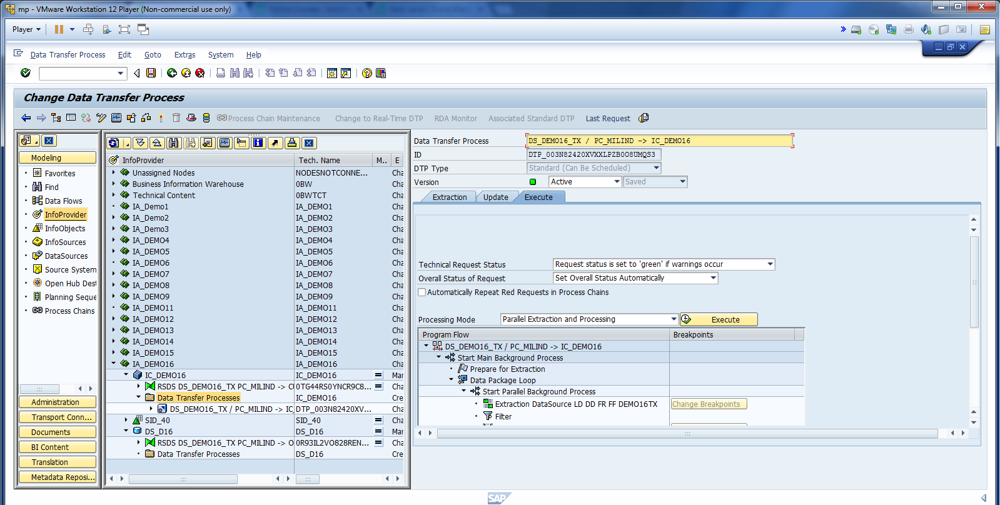 mp - VMware Workstation 12 Player (Non-commercial use only)
Player
Data Transfer Process Edit Goto Extras System Help
Change Data Transfer Process
Process Chain Maintenance Change to Real-Time DTP RDA Monitor Associated Standard DTP Last Request
Modeling
Favorites
Find
Data Flows
InfoProvider
InfoObjects
InfoSources
DataSources
Source System
Open Hub Dest
Planning Seque
Process Chains
Administration
Transport Conn...
Documents
BI Content
Translation
Metadata Reposi...
InfoProvider Tech. Name M.. E
Unassigned Nodes NODESNOTCONNE... Cha
Business Information Warehouse 0BW Cha
Technical Content 0BWTCT Cha
IA_Demo1 IA_DEMO1 Cha
IA_Demo2 IA_DEMO2 Cha
IA_Demo3 IA_DEMO3 Cha
IA_DEMO4 IA_DEMO4 Cha
IA_DEMO5 IA_DEMO5 Cha
IA_DEMO6 IA_DEMO6 Cha
IA_DEMO7 IA_DEMO7 Cha
IA_DEMO8 IA_DEMO8 Cha
IA_DEMO9 IA_DEMO9 Cha
IA_DEMO11 IA_DEMO11 Cha
IA_DEMO12 IA_DEMO12 Cha
IA_DEMO13 IA_DEMO13 Cha
IA_DEMO14 IA_DEMO14 Cha
IA_DEMO15 IA_DEMO15 Cha
IA_DEMO16 IA_DEMO16 Cha
IC_DEMO16 IC_DEMO16 Mar
RSDS DS_DEMO16_TX PC_MILIND -> CU 0TG44RS0YNCR9C8... Cha
Data Transfer Processes IC_DEMO16 Cre
DS_DEMO16_TX / PC_MILIND -> IC_ DTP_003N82420XV... Cha
SID_40 SID_40 Cha
DS_D16 DS_D16 Mar
RSDS DS_DEMO16_TX PC_MILIND -> O 0R93IL2VO828REN... Cha
Data Transfer Processes DS_D16 Cre
Data Transfer Process DS_DEMO16_TX / PC_MILIND -> IC_DEMO16
ID DTP_003N82420XVXXLPZB0O8UMQS3
DTP Type Standard (Can Be Scheduled)
Version Active Saved
Extraction Update Execute
Technical Request Status Request status is set to 'green' if warnings occur
Overall Status of Request Set Overall Status Automatically
Automatically Repeat Red Requests in Process Chains
Processing Mode Parallel Extraction and Processing Execute
Program Flow Breakpoints
DS_DEMO16_TX / PC_MILIND -> IC_DEMO16
Start Main Background Process
Prepare for Extraction
Data Package Loop
Start Parallel Background Process
Extraction DataSource LD DD FR FF DEMO16TX Change Breakpoints
Filter
SAP